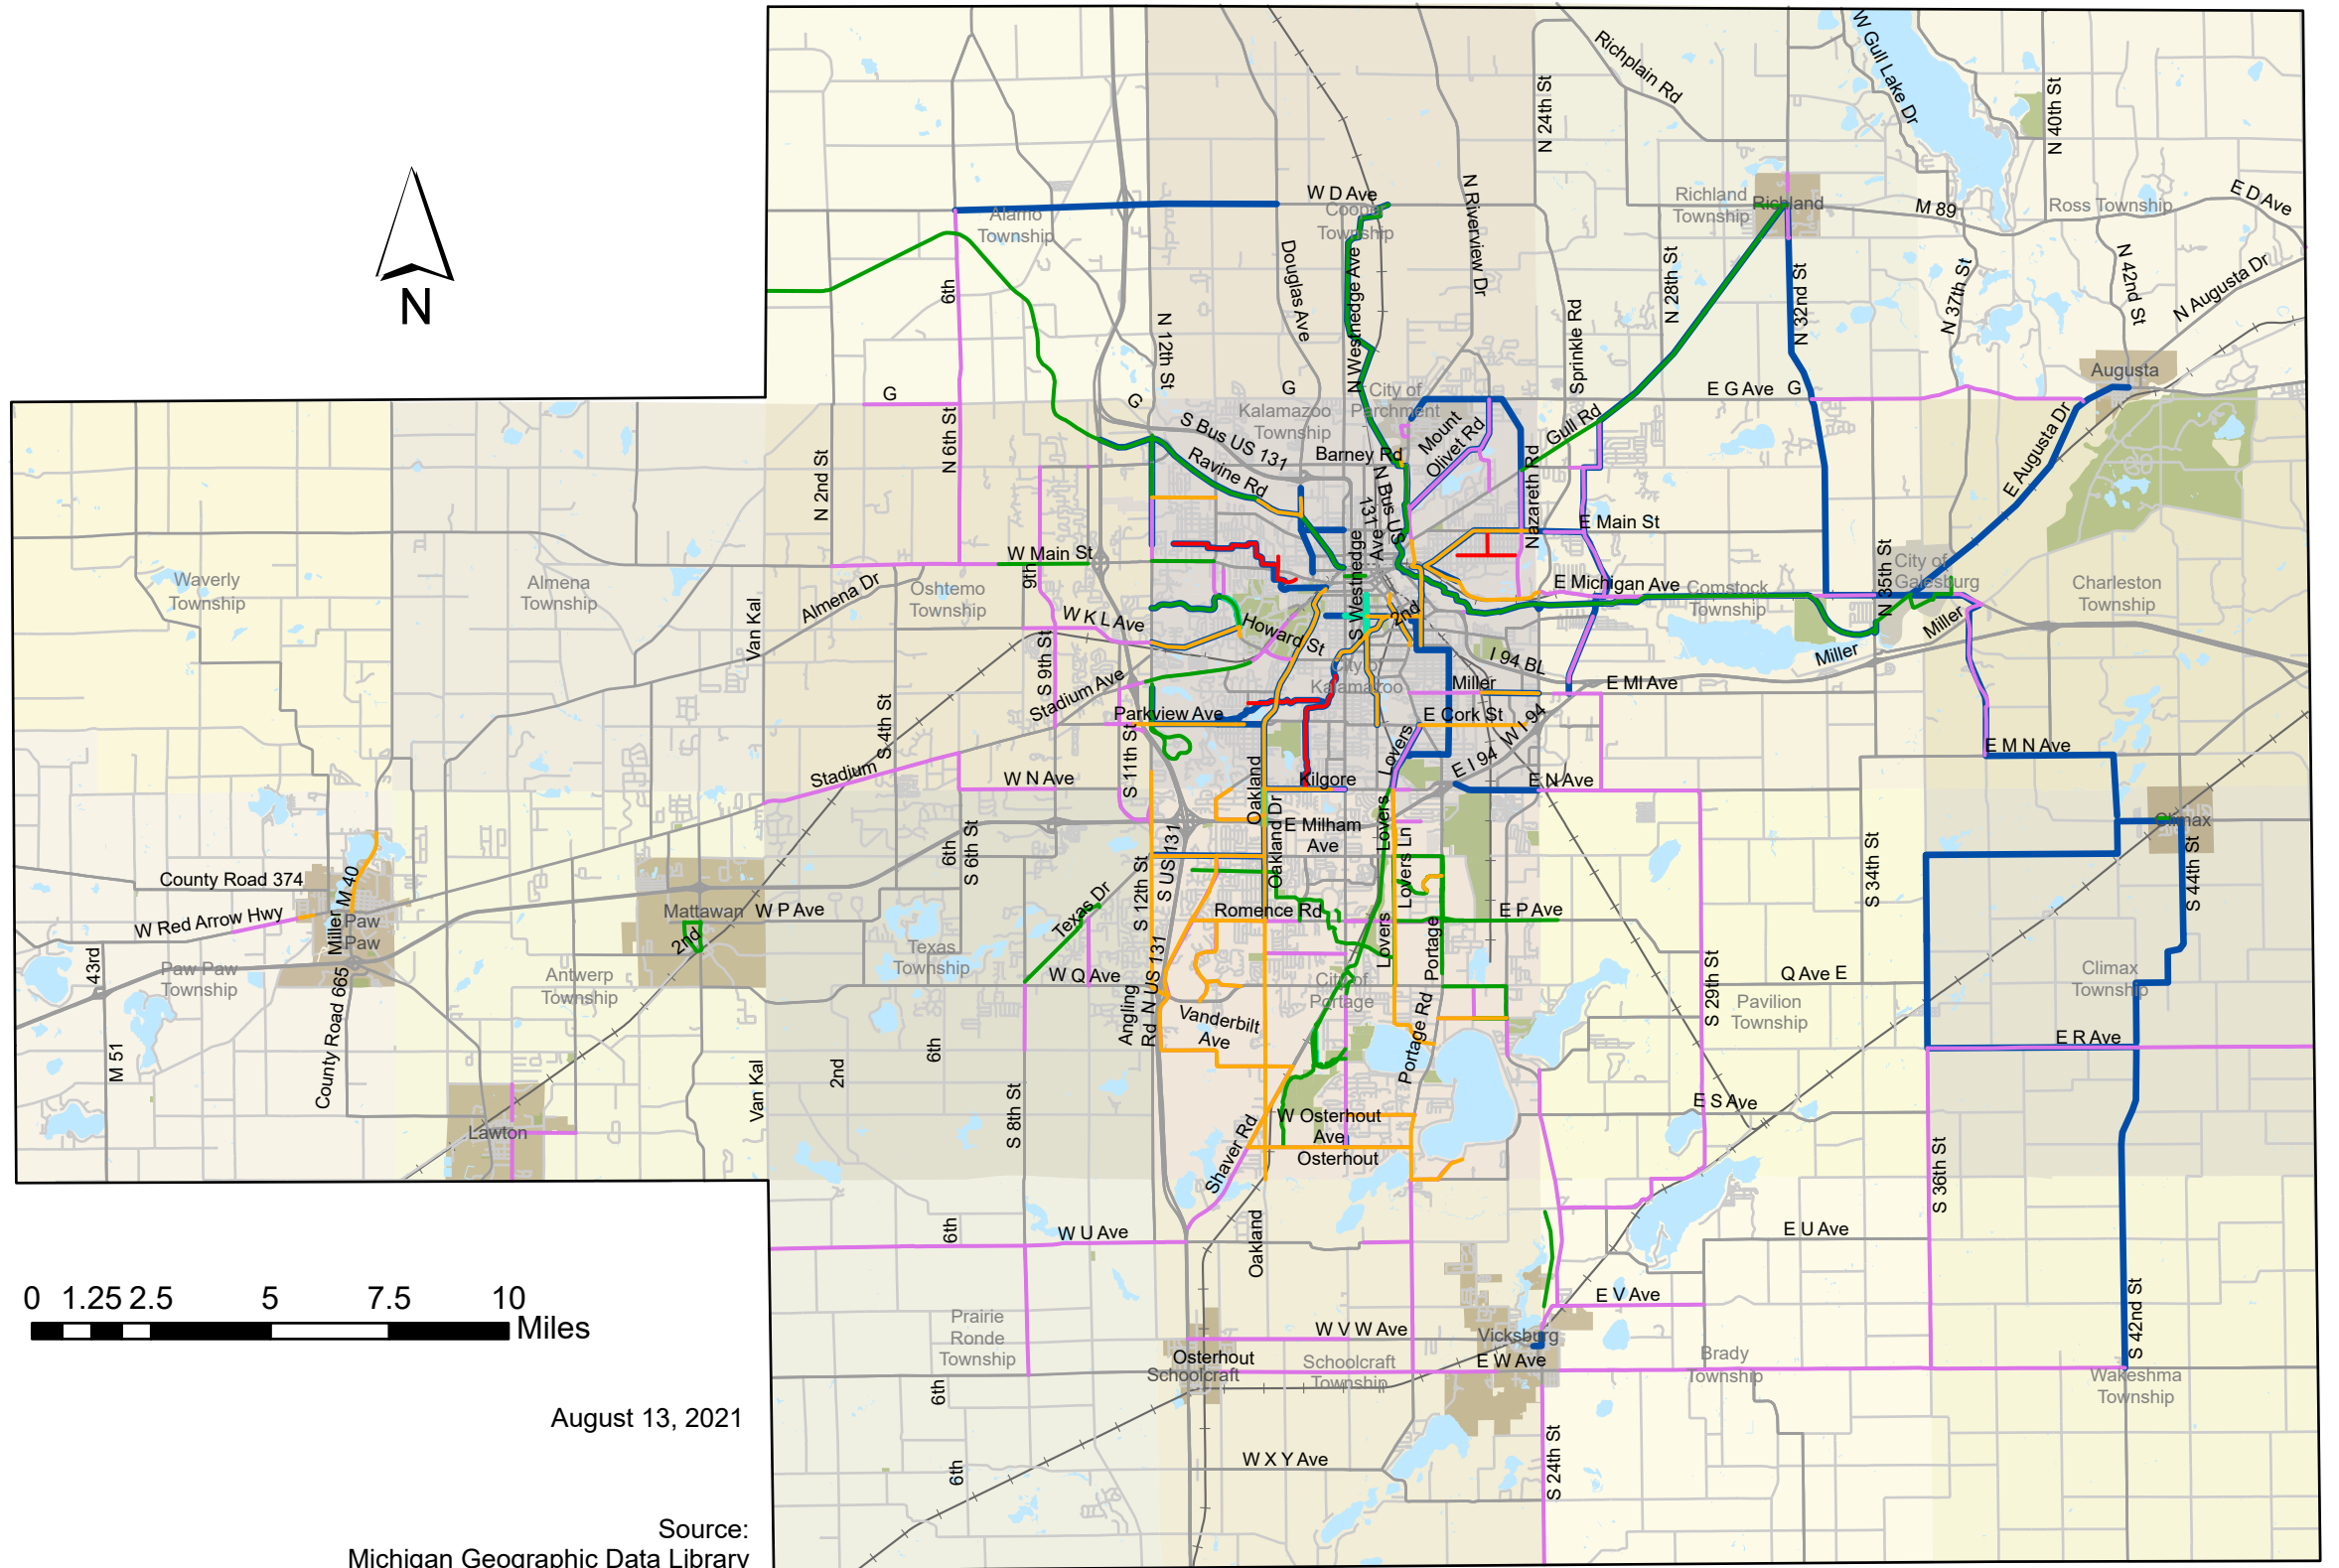 W Gull Lake Dr
Richplain Rd
N 24th St
N 40th St
W D Ave
Cooper
Township
N Riverview Dr
Richland
Township
Richland
M 89
Ross Township
E D Ave
Alamo
Township
N
6th
Douglas Ave
N Westnedge Ave
N 28th St
N 32nd St
N 37th St
N 42nd St
N Augusta Dr
Sprinkle Rd
N 12th St
Augusta
G
G
G
E G Ave
G
City of
Parchment
Kalamazoo
Township
S Bus US 131
Mount
Olivet Rd
Gull Rd
N 6th St
N 2nd St
Ravine Rd
Barney Rd
N Bus US
131
Nazareth Rd
E Augusta Dr
E Main St
W Main St
9th
S Westnedge
Ave
Waverly
Township
Almena
Township
Almena Dr
Oshtemo
Township
Van Kal
W K L Ave
Howard St
2nd
E Michigan Ave
Comstock
Township
N 35th St
City of
Galesburg
Charleston
Township
Miller
Miller
I 94 BL
S 9th St
City of
Kalamazoo
Miller
E MI Ave
Stadium Ave
S 4th St
Parkview Ave
E Cork St
W I 94
Lovers
E I 94
E M N Ave
S 11th St
Stadium
W N Ave
Oakland
Kilgore
E N Ave
Climax
E Milham
Ave
Oakland Dr
Lovers
Lovers Ln
S US 131
S 12th St
6th
S 6th St
S 34th St
S 44th St
County Road 374
M 40
Miller
W Red Arrow Hwy
Paw
Paw
Mattawan
2nd
W P Ave
Texas Dr
Romence Rd
Portage
E P Ave
Lovers
43rd
Paw Paw
Township
Antwerp
Township
Texas
Township
W Q Ave
N US 131
City of
Portage
S 29th St
Q Ave E
Pavilion
Township
Climax
Township
County Road 665
Angling
Rd
Vanderbilt
Ave
Portage Rd
E R Ave
M 51
Van Kal
2nd
6th
S 8th St
Lawton
Shaver Rd
W Osterhout
Ave
Osterhout
E S Ave
S 36th St
6th
W U Ave
Oakland
E U Ave
0 1.25 2.5 5 7.5 10
Miles
E V Ave
S 42nd St
Prairie
Ronde
Township
W V W Ave
Vicksburg
Osterhout
Schoolcraft
Schoolcraft
Township
E W Ave
Brady
Township
Wakeshma
Township
6th
August 13, 2021
W X Y Ave
6th
S 24th St
Source:
Michigan Geographic Data Library